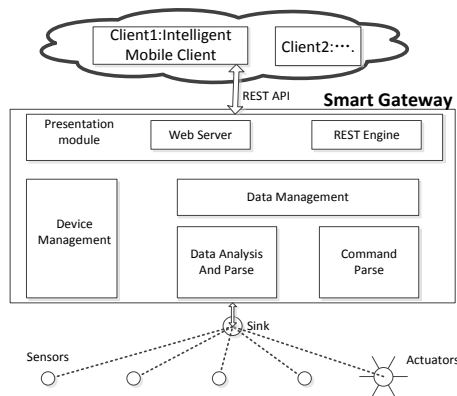 Client1:Intelligent
Mobile Client
Client2:···.
REST API
Smart Gateway
Presentation
module
Web Server
REST Engine
Device
Management
Data Management
Data Analysis
And Parse
Command
Parse
Sink
Sensors
Actuators